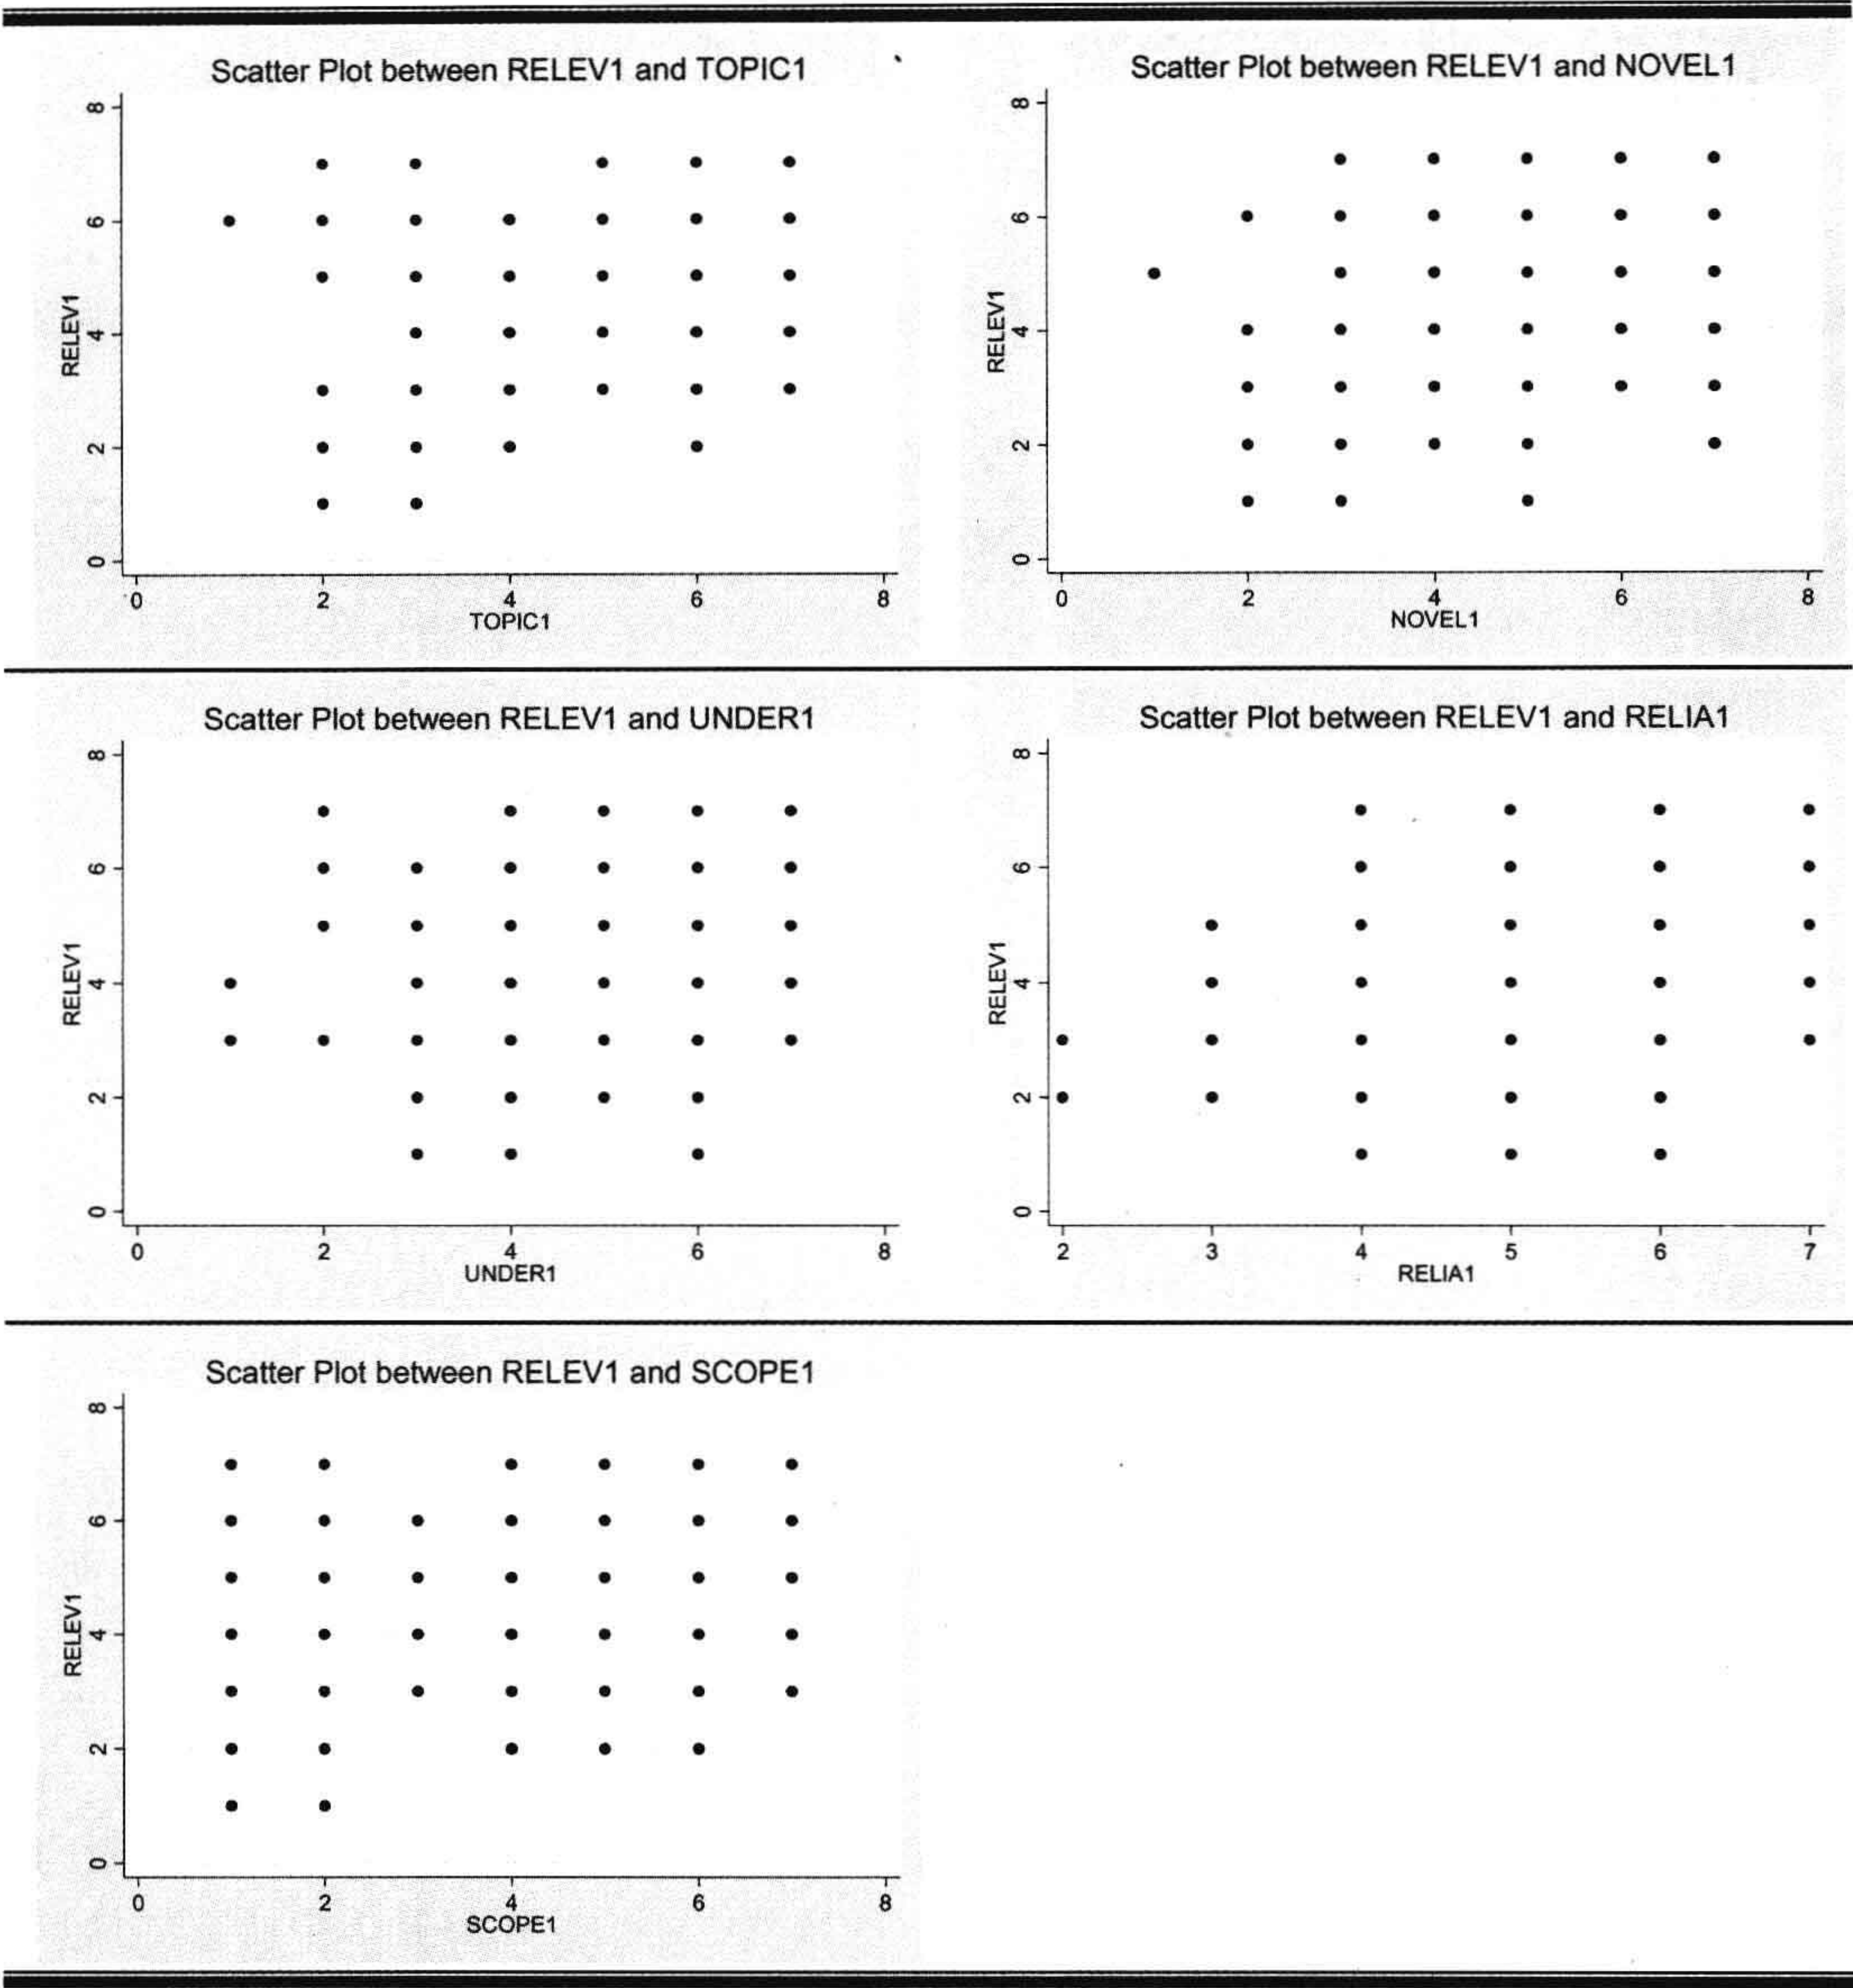 Scatter Plot between RELEV1 and TOPIC1
8
6
4
2
0
RELEV1
0 2 4 6 8
TOPIC1
Scatter Plot between RELEV1 and NOVEL1
8
6
4
2
0
RELEV1
0 2 4 6 8
NOVEL1
Scatter Plot between RELEV1 and UNDER1
8
6
4
2
0
RELEV1
0 2 4 6 8
UNDER1
Scatter Plot between RELEV1 and RELIA1
8
6
4
2
0
RELEV1
2 3 4 5 6 7
RELIA1
Scatter Plot between RELEV1 and SCOPE1
8
6
4
2
0
RELEV1
0 2 4 6 8
SCOPE1